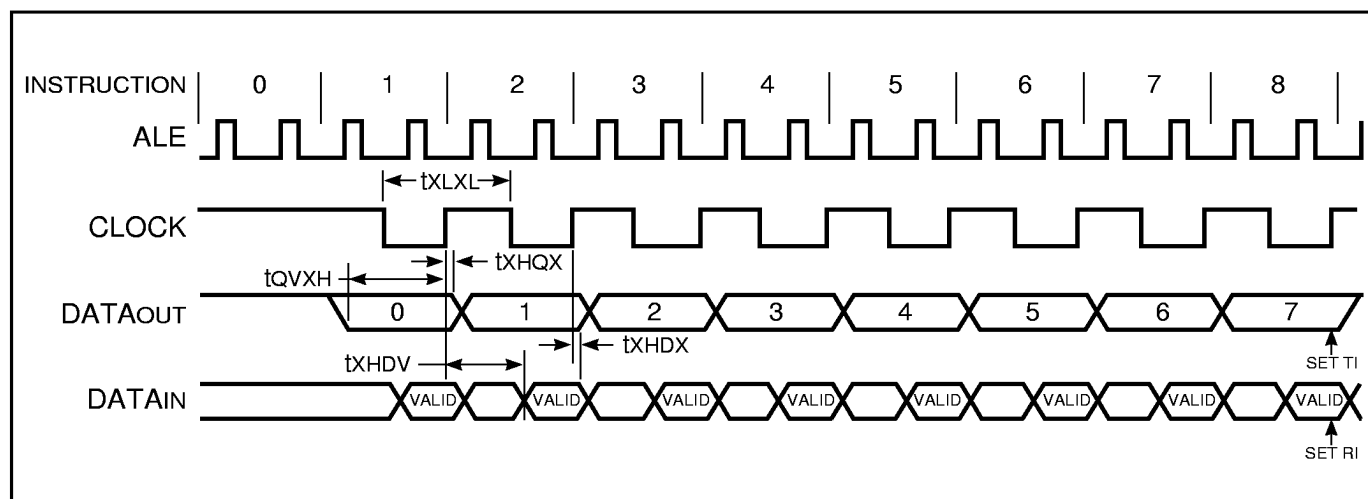 INSTRUCTION 0 1 2 3 4 5 6 7 8
ALE
tXLXL
CLOCK
tQVXH tXHQX
DATAOUT 0 1 2 3 4 5 6 7
tXHDV tXHDX
SET TI
DATAIN VALID VALID VALID VALID VALID VALID VALID VALID
SET RI